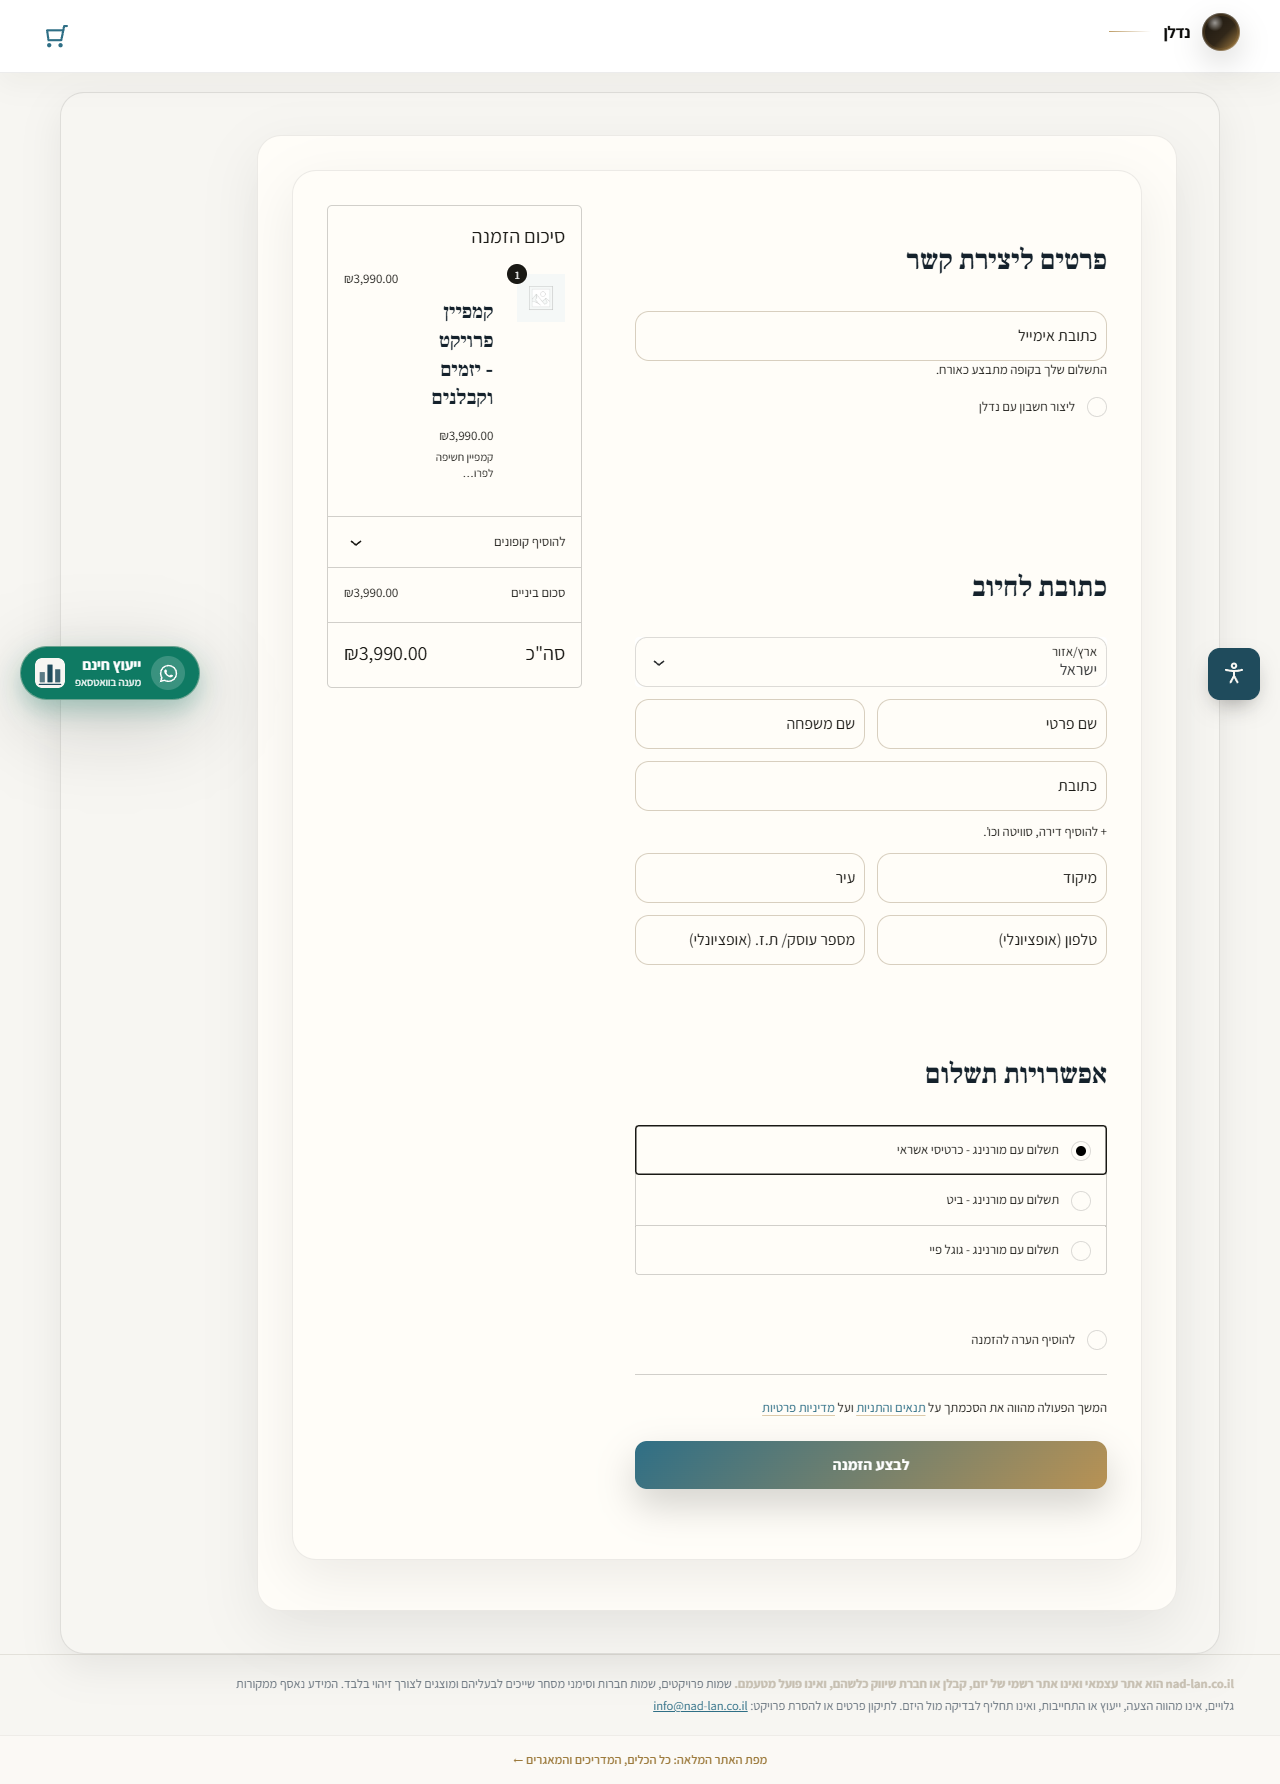 נדלן
פרטים ליצירת קשר
כתובת אימייל
התשלום שלך בקופה מתבצע כאורח.
ליצור חשבון עם נדלן
כתובת לחיוב
ארץ/אזור
ישראל
שם פרטי
שם משפחה
כתובת
+ להוסיף דירה, סוויטה וכו'.
מיקוד
עיר
טלפון (אופציונלי)
מספר עוסק/ ת.ז. (אופציונלי)
אפשרויות תשלום
תשלום עם מורנינג - כרטיסי אשראי
תשלום עם מורנינג - ביט
תשלום עם מורנינג - גוגל פיי
להוסיף הערה להזמנה
המשך הפעולה מהווה את הסכמתך על תנאים והתניות ועל מדיניות פרטיות
לבצע הזמנה
סיכום הזמנה
1
₪3,990.00
קמפיין
פרויקט
- יזמים
וקבלנים
₪3,990.00
קמפיין חשיפה
לפרו…
להוסיף קופונים
סכום ביניים
₪3,990.00
סה"כ
₪3,990.00
ייעוץ חינם
מענה בוואטסאפ
nad-lan.co.il הוא אתר עצמאי ואינו אתר רשמי של יזם, קבלן או חברת שיווק כלשהם, ואינו פועל מטעמם. שמות פרויקטים, שמות חברות וסימני מסחר שייכים לבעליהם ומוצגים לצורך זיהוי בלבד. המידע נאסף ממקורות
גלויים, אינו מהווה הצעה, ייעוץ או התחייבות, ואינו תחליף לבדיקה מול היזם. לתיקון פרטים או להסרת פרויקט: info@nad-lan.co.il
מפת האתר המלאה: כל הכלים, המדריכים והמאגרים ←